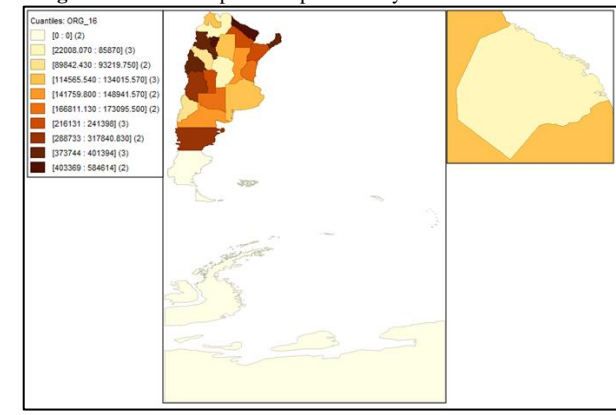 Cuantiles: ORG_16
[0 : 0] (2)
[22008.070 : 85870] (3)
[89842.430 : 93219.750] (2)
[114565.540 : 134015.570] (3)
[141759.800 : 148941.570] (2)
[166811.130 : 173095.500] (2)
[216131 : 241398] (3)
[288733 : 317840.830] (2)
[373744 : 401394] (3)
[403369 : 584614] (2)